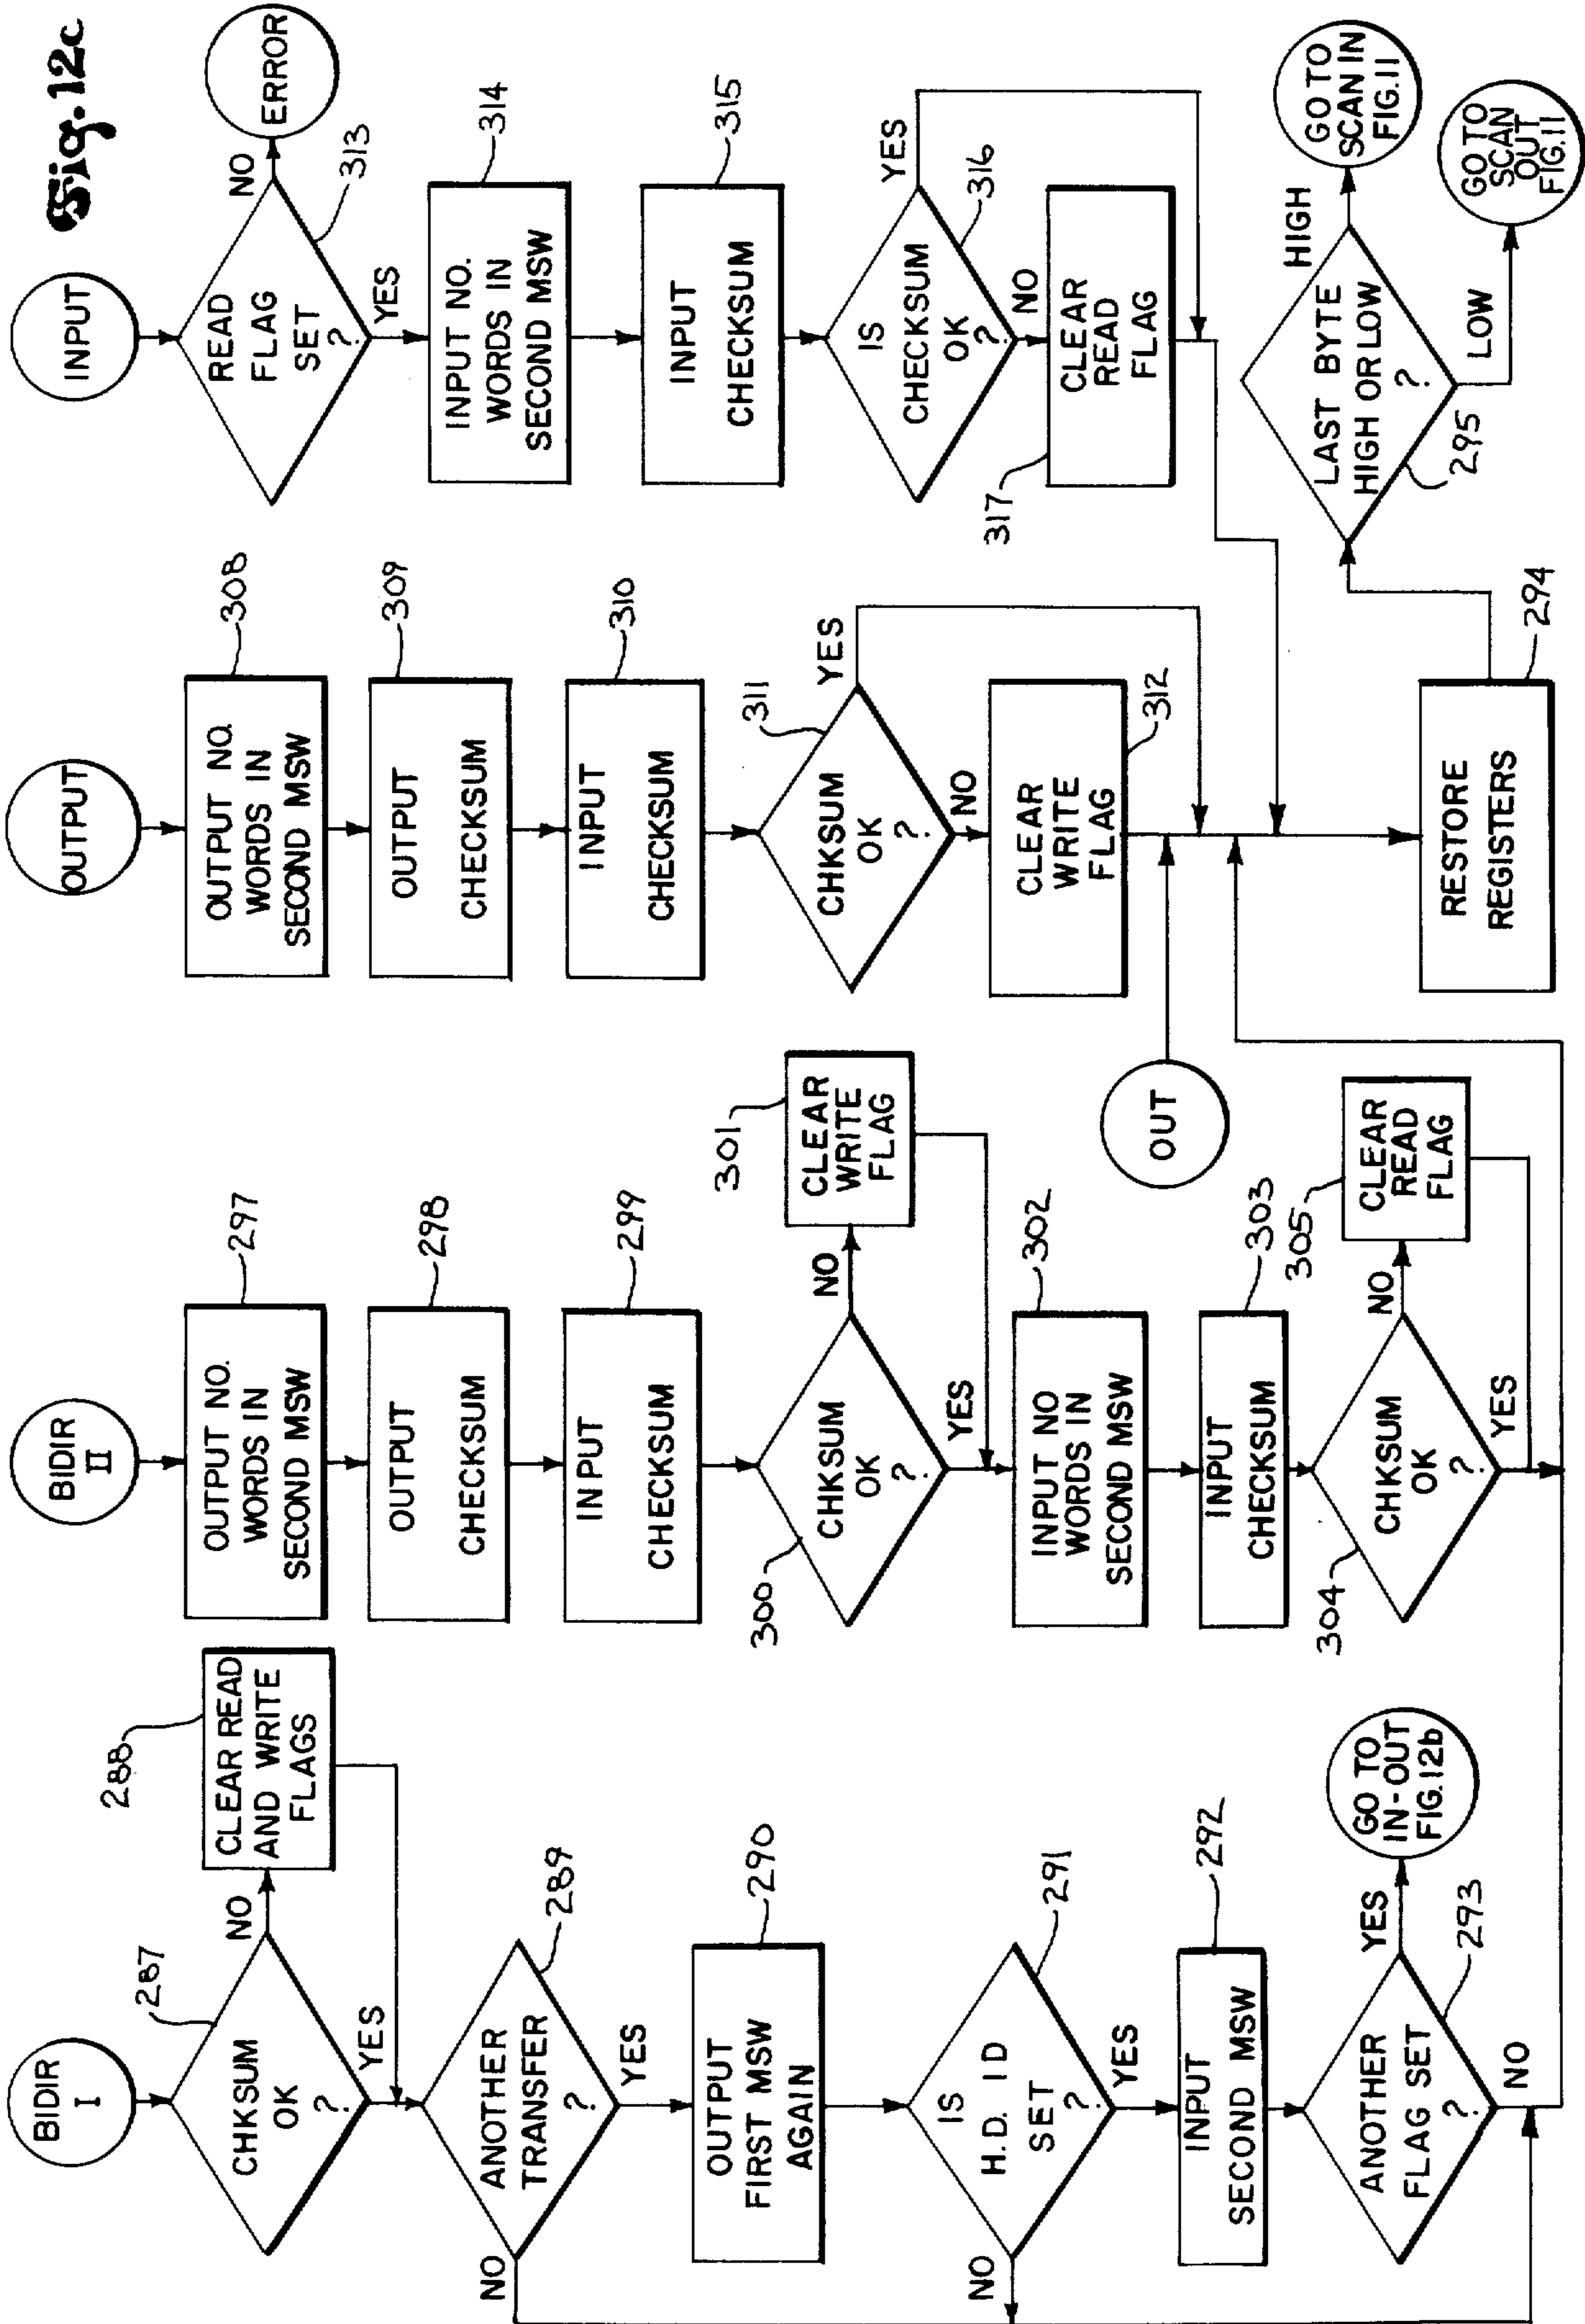 Fig. 12c
BIDIR
I
287
CHKSUM
OK
?
NO
YES
288
CLEAR READ
AND WRITE
FLAGS
289
ANOTHER
TRANSFER
?
NO
YES
290
OUTPUT
FIRST MSW
AGAIN
291
IS
H.D. ID
SET
?
NO
YES
292
INPUT
SECOND MSW
293
ANOTHER
FLAG SET
?
YES
NO
GO TO
IN-OUT
FIG.12b
BIDIR
II
297
OUTPUT NO.
WORDS IN
SECOND MSW
298
OUTPUT
CHECKSUM
299
INPUT
CHECKSUM
300
CHKSUM
OK
?
NO
YES
301
CLEAR
WRITE
FLAG
302
INPUT NO
WORDS IN
SECOND MSW
303
INPUT
CHECKSUM
304
CHKSUM
OK
?
NO
YES
305
CLEAR
READ
FLAG
OUTPUT
308
OUTPUT NO.
WORDS IN
SECOND MSW
309
OUTPUT
CHECKSUM
310
INPUT
CHECKSUM
311
CHKSUM
OK
?
YES
NO
312
CLEAR
WRITE
FLAG
OUT
294
RESTORE
REGISTERS
INPUT
READ
FLAG
SET
?
NO
YES
313
ERROR
314
INPUT NO.
WORDS IN
SECOND MSW
315
INPUT
CHECKSUM
316
IS
CHECKSUM
OK
?
YES
NO
317
CLEAR
READ
FLAG
LAST BYTE
HIGH OR LOW
?
295
HIGH
LOW
GO TO
SCAN IN
FIG.11
GO TO
SCAN
OUT
FIG.11